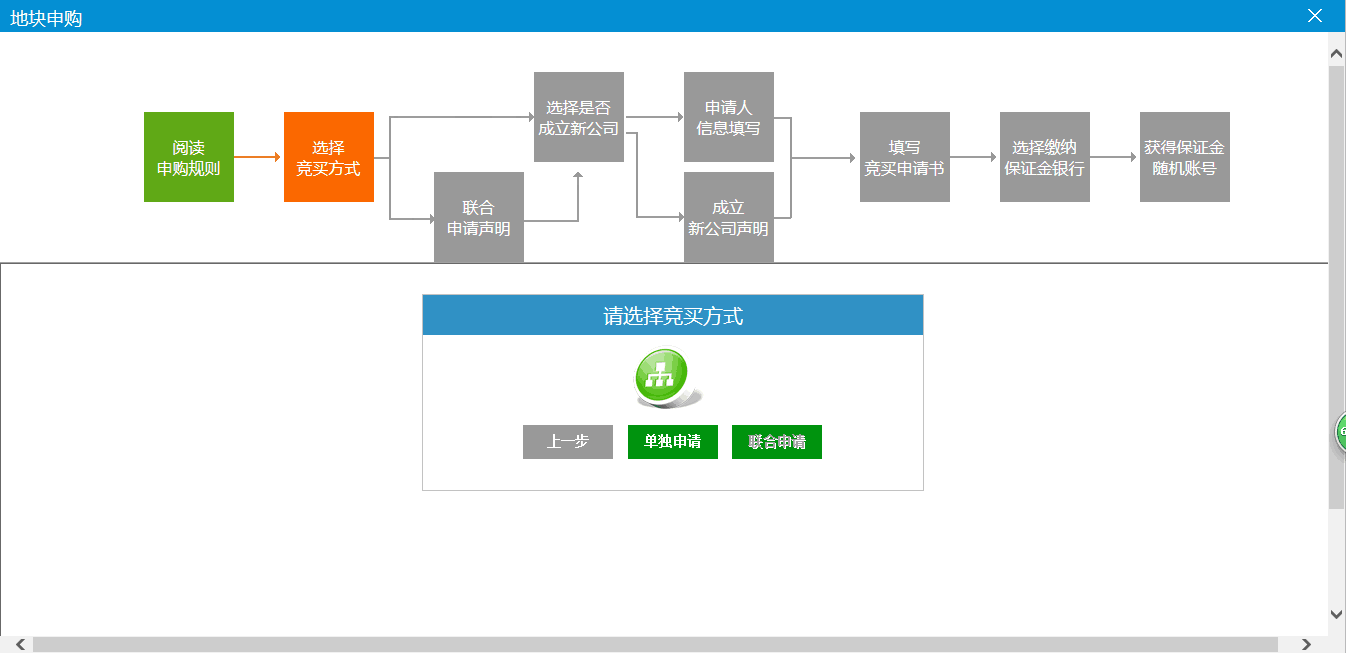 地块申购
阅读
申购规则
选择
竞买方式
联合
申请声明
选择是否
成立新公司
申请人
信息填写
成立
新公司声明
填写
竞买申请书
选择缴纳
保证金银行
获得保证金
随机账号
请选择竞买方式
上一步
单独申请
联合申请